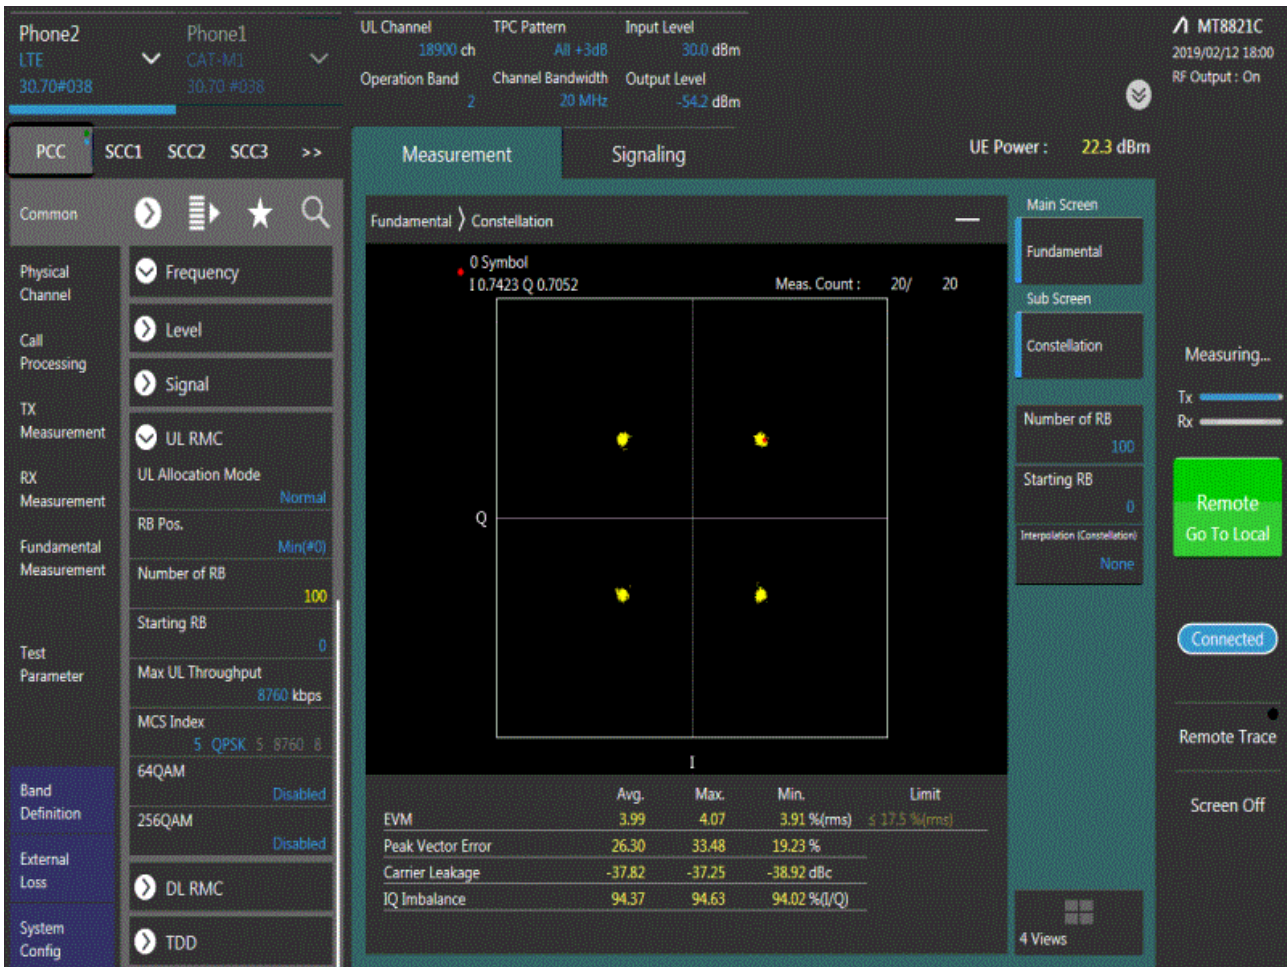 Phone2
LTE
30.70#038
Phone1
CAT-M1
30.70 #038
UL Channel
18900 ch
TPC Pattern
All +3dB
Input Level
30.0 dBm
Operation Band
2
Channel Bandwidth
20 MHz
Output Level
-54.2 dBm
MT8821C
2019/02/12 18:00
RF Output : On
PCC SCC1 SCC2 SCC3 >>
Measurement
Signaling
UE Power : 22.3 dBm
Common
Physical
Channel
Call
Processing
TX
Measurement
RX
Measurement
Fundamental
Measurement
Test
Parameter
Band
Definition
External
Loss
System
Config
Frequency
Level
Signal
UL RMC
UL Allocation Mode
Normal
RB Pos.
Min(#0)
Number of RB
100
Starting RB
0
Max UL Throughput
8760 kbps
MCS Index
5 QPSK 5 8760 8
64QAM
Disabled
256QAM
Disabled
DL RMC
TDD
Fundamental 〉 Constellation
0 Symbol
I 0.7423 Q 0.7052
Meas. Count : 20/ 20
Q
I
Avg. Max. Min. Limit
EVM 3.99 4.07 3.91 %(rms) ≤ 17.5 %(rms)
Peak Vector Error 26.30 33.48 19.23 %
Carrier Leakage -37.82 -37.25 -38.92 dBc
IQ Imbalance 94.37 94.63 94.02 %(I/Q)
Main Screen
Fundamental
Sub Screen
Constellation
Number of RB
100
Starting RB
0
Interpolation (Constellation)
None
4 Views
Measuring...
Tx
Rx
Remote
Go To Local
Connected
Remote Trace
Screen Off